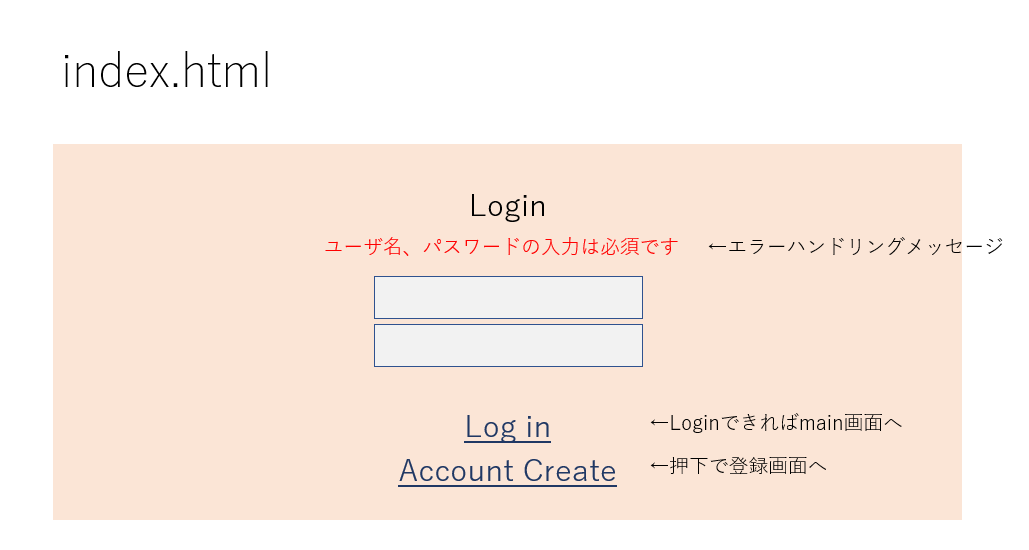 index.html
Login
ユーザ名、パスワードの入力は必須です ←エラーハンドリングメッセージ
Log in ←Loginできればmain画面へ
Account Create ←押下で登録画面へ